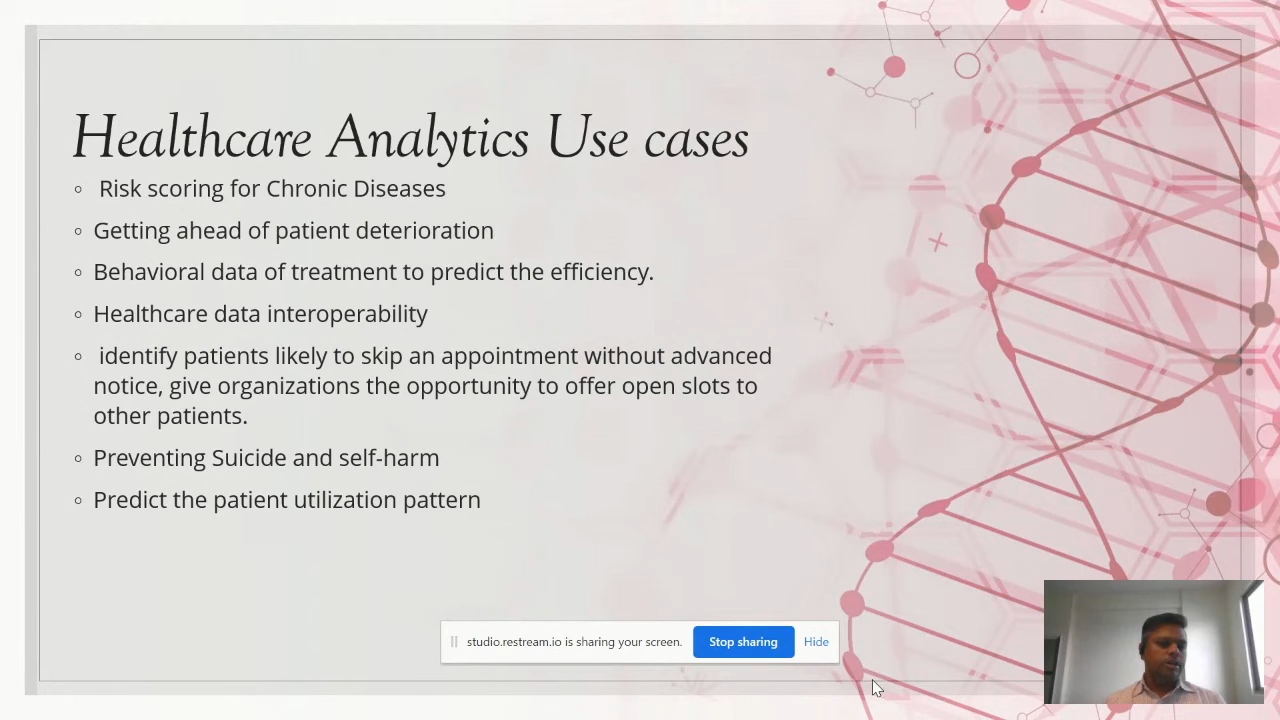 Healthcare Analytics Use cases
◦ Risk scoring for Chronic Diseases
◦ Getting ahead of patient deterioration
◦ Behavioral data of treatment to predict the efficiency.
◦ Healthcare data interoperability
◦ identify patients likely to skip an appointment without advanced
notice, give organizations the opportunity to offer open slots to
other patients.
◦ Preventing Suicide and self-harm
◦ Predict the patient utilization pattern
studio.restream.io is sharing your screen. Stop sharing Hide